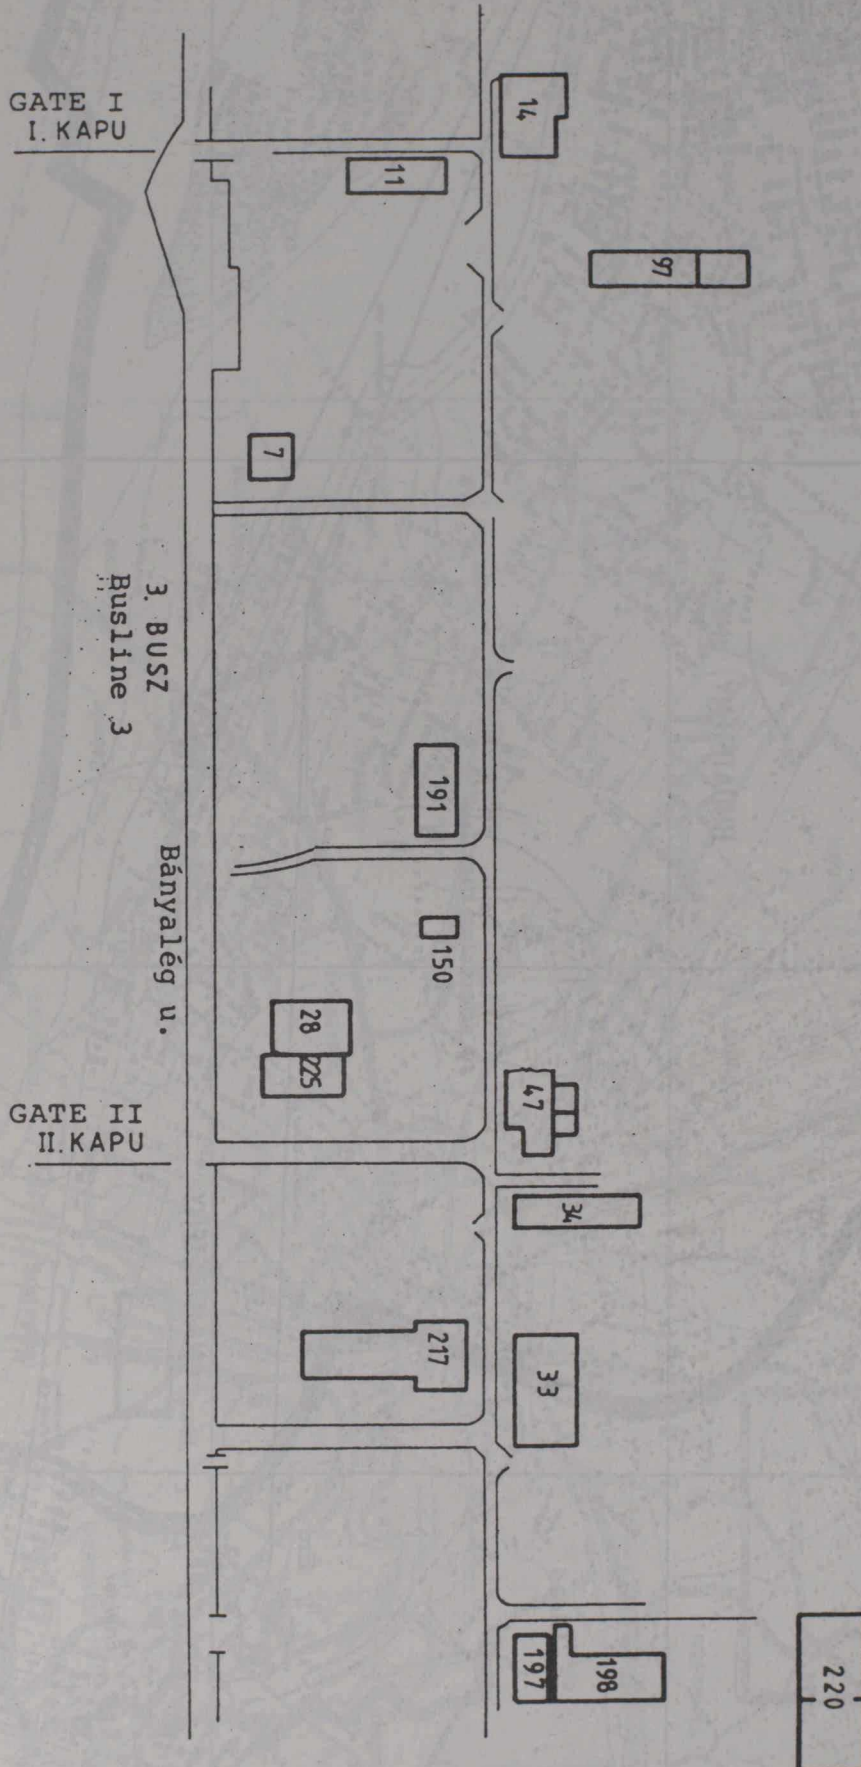 GATE I
I. KAPU
14
11
97
7
3. BUSZ
Busline 3
191
150
Bányalég u.
28
225
47
GATE II
II. KAPU
34
217
33
197
198
220